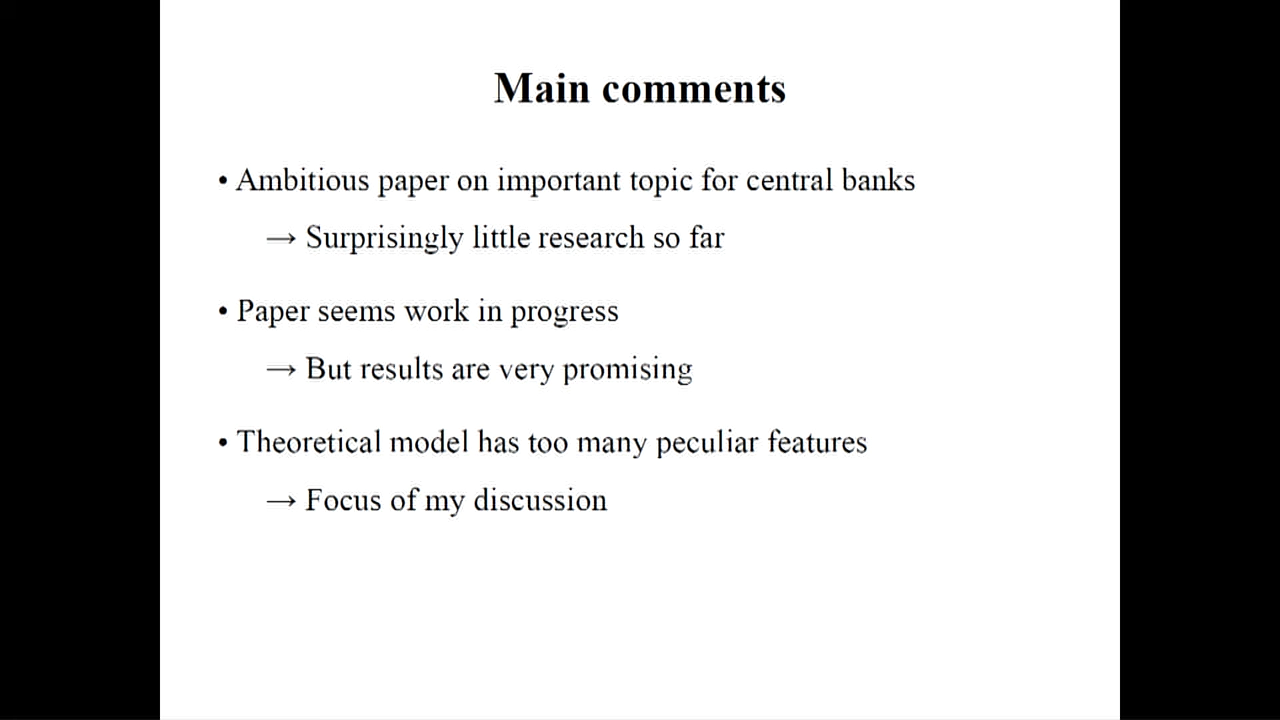 Main comments
• Ambitious paper on important topic for central banks
→ Surprisingly little research so far
• Paper seems work in progress
→ But results are very promising
• Theoretical model has too many peculiar features
→ Focus of my discussion